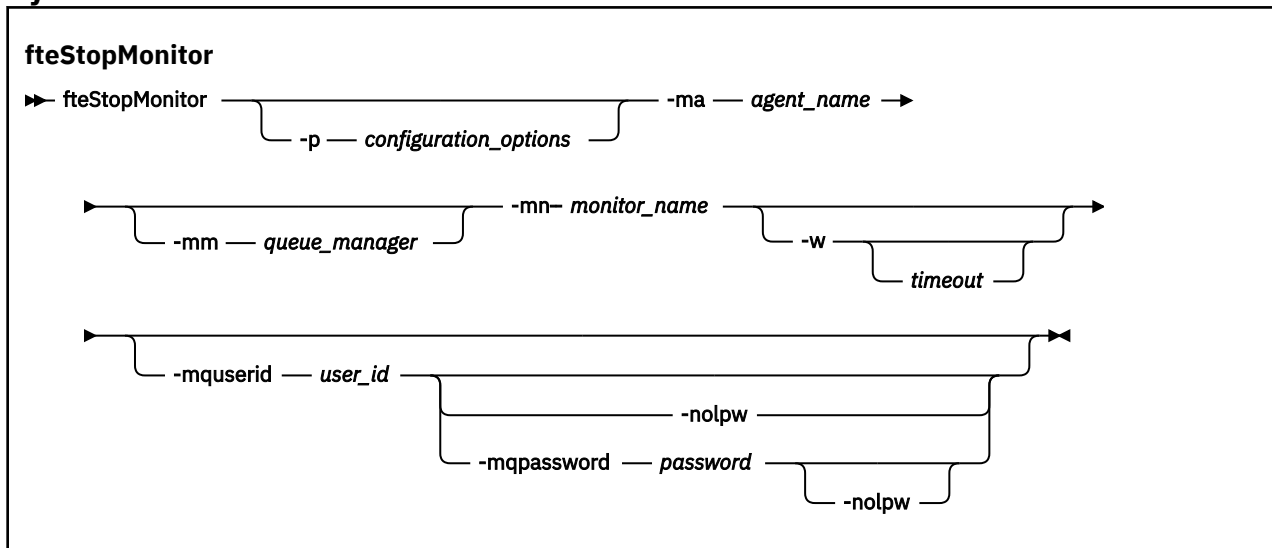 fteStopMonitor
fteStopMonitor -ma agent_name
-p configuration_options
-mn monitor_name
-mm queue_manager -w
timeout
-mquserid user_id
-nolpw
-mqpassword password
-nolpw